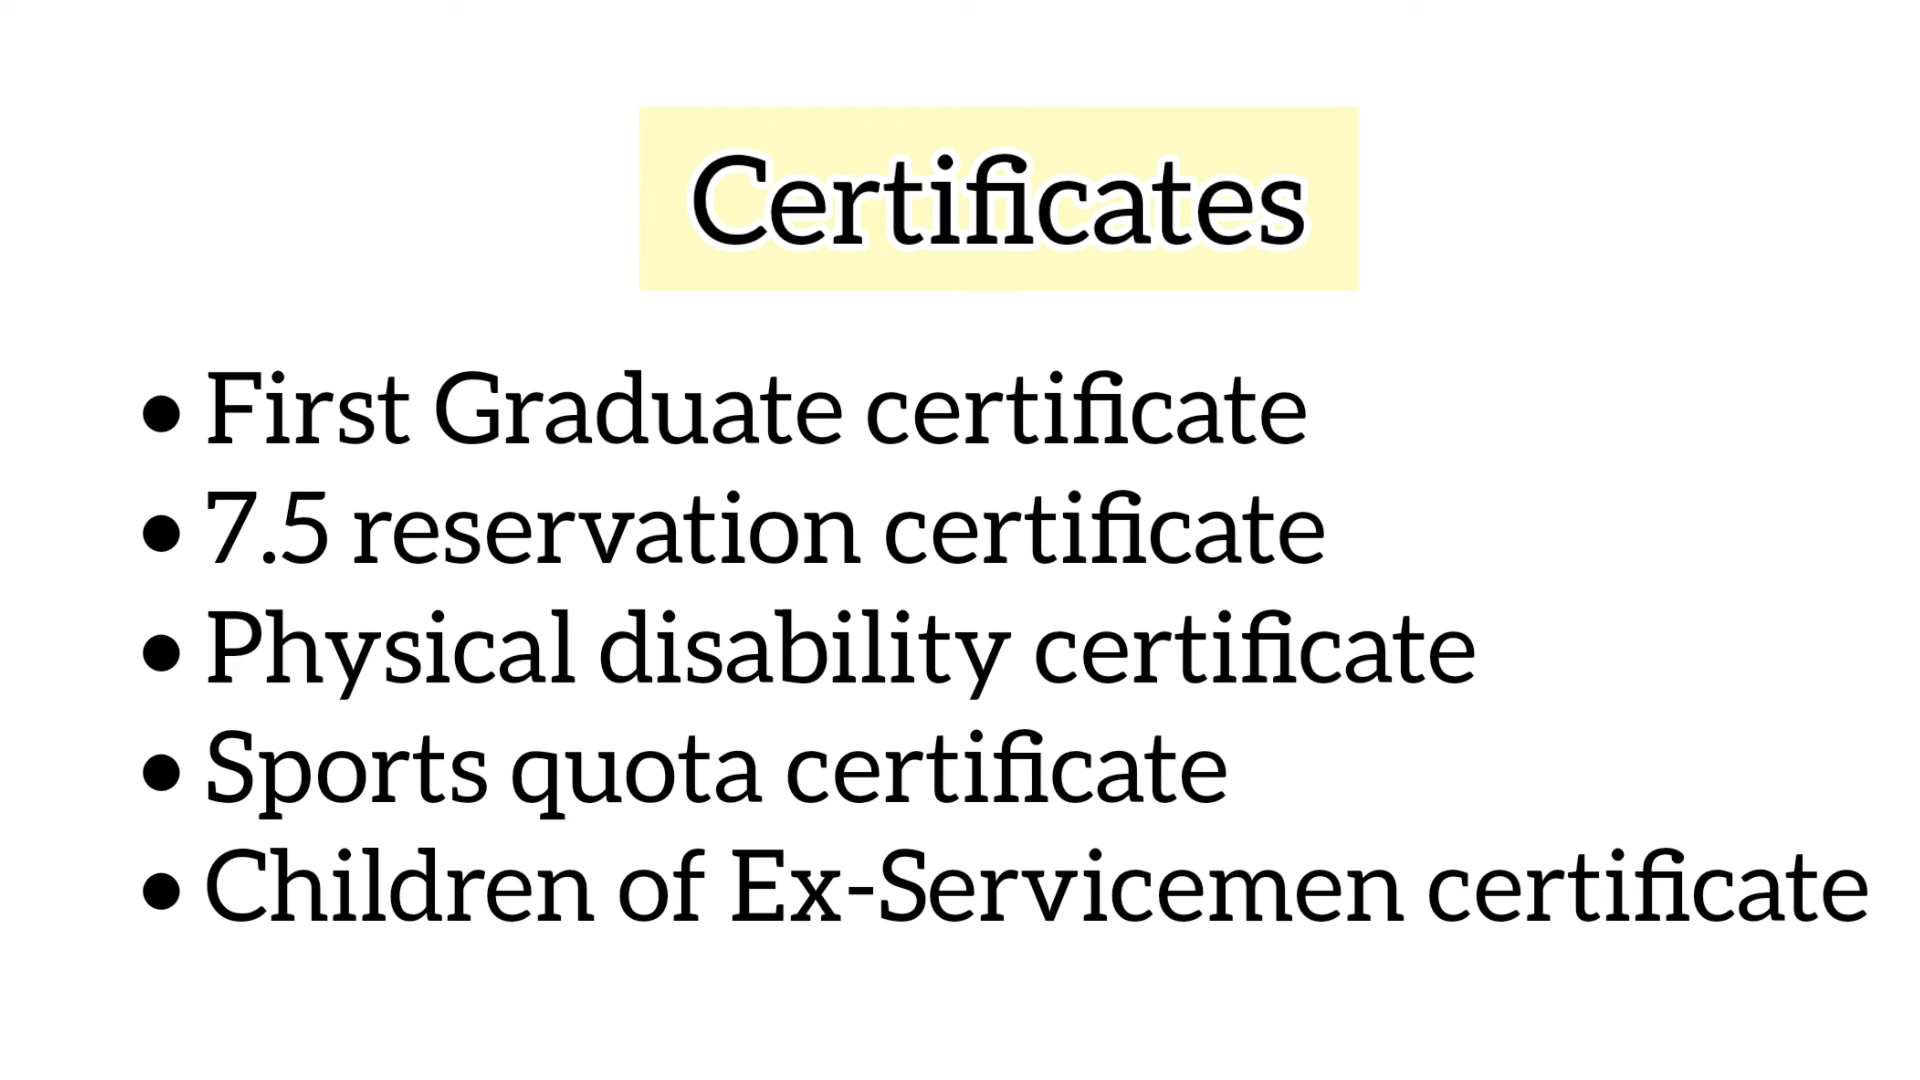 Certificates
• First Graduate certificate
• 7.5 reservation certificate
• Physical disability certificate
• Sports quota certificate
• Children of Ex-Servicemen certificate